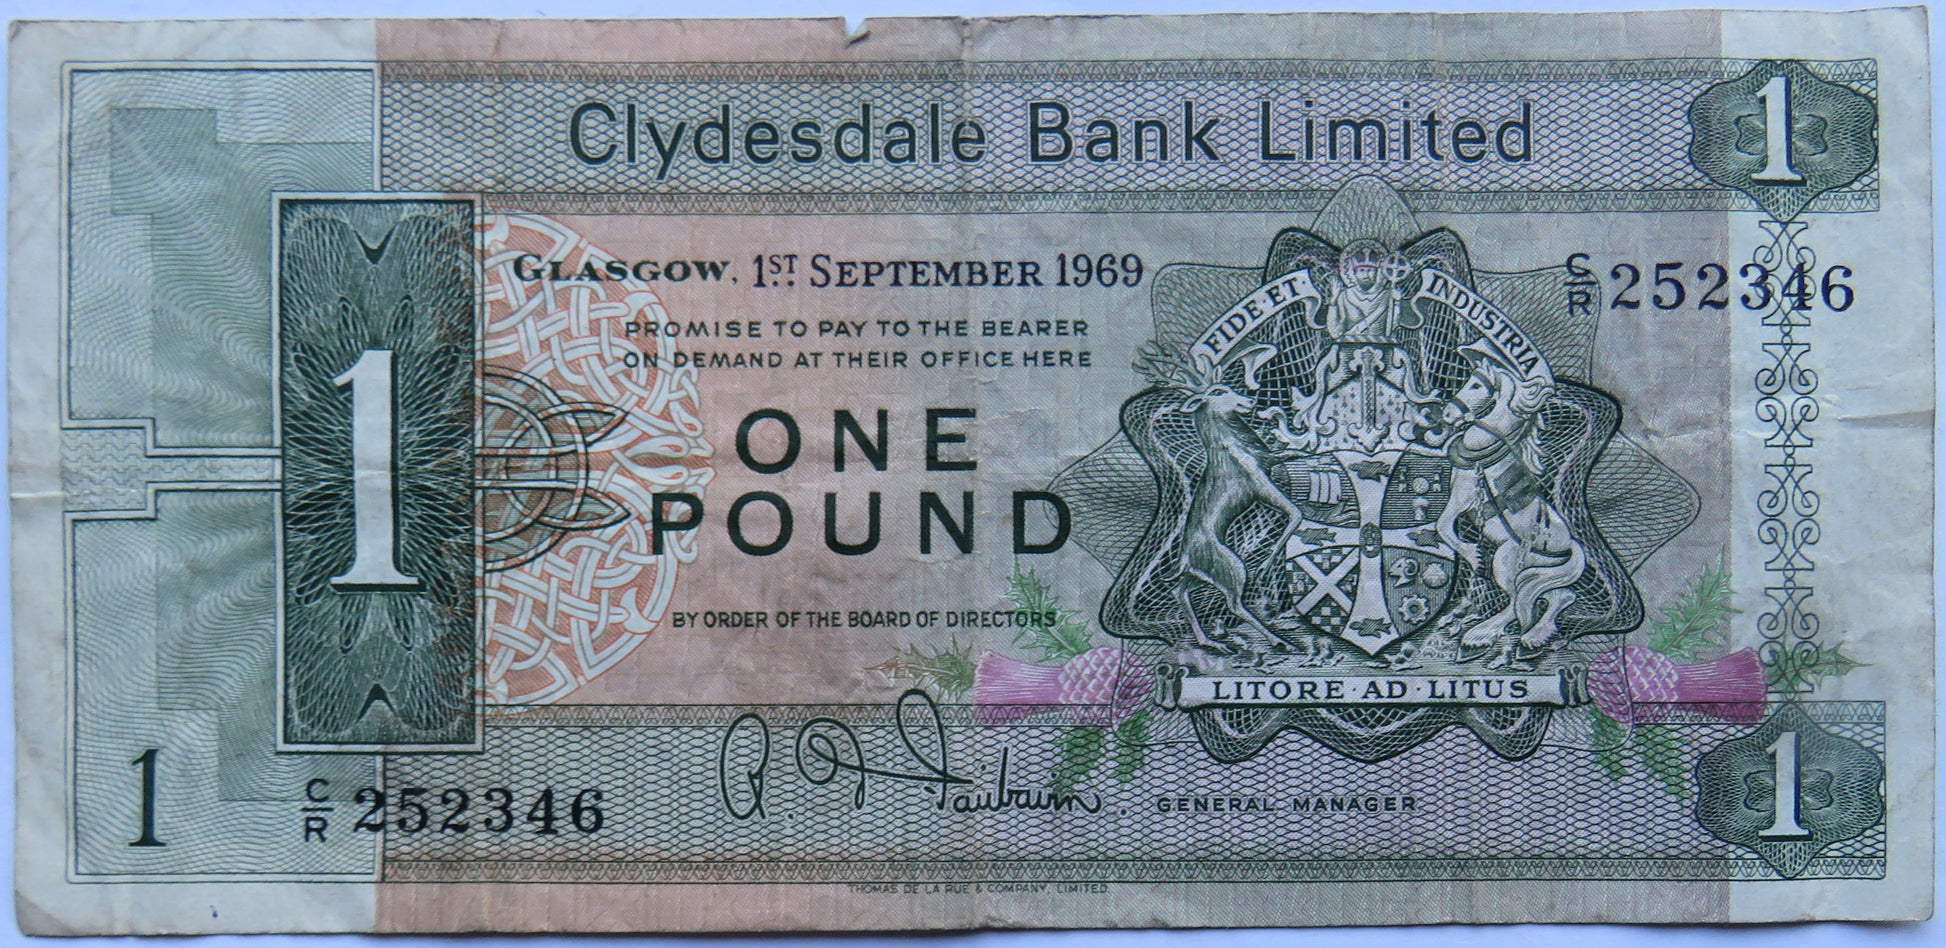 Clydesdale Bank Limited
1
GLASGOW, 1ST SEPTEMBER 1969
C/R 252346
PROMISE TO PAY TO THE BEARER
ON DEMAND AT THEIR OFFICE HERE
FIDE·ET· INDUSTRIA
1
ONE
POUND
BY ORDER OF THE BOARD OF DIRECTORS
LITORE·AD·LITUS
1
C/R 252346
R. D. Fairbairn. GENERAL MANAGER
1
THOMAS DE LA RUE & COMPANY, LIMITED.